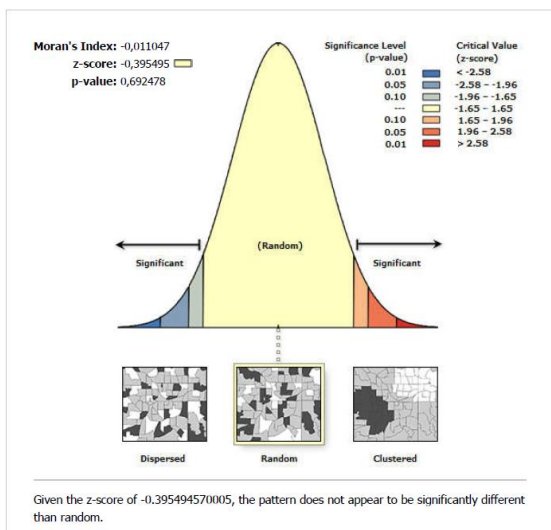 Moran's Index: -0,011047
z-score: -0,395495
p-value: 0,692478
Significance Level (p-value)
Critical Value (z-score)
0.01 < -2.58
0.05 -2.58 – -1.96
0.10 -1.96 – -1.65
--- -1.65 – 1.65
0.10 1.65 – 1.96
0.05 1.96 – 2.58
0.01 > 2.58
Significant
(Random)
Significant
Dispersed
Random
Clustered
Given the z-score of -0.395494570005, the pattern does not appear to be significantly different
than random.